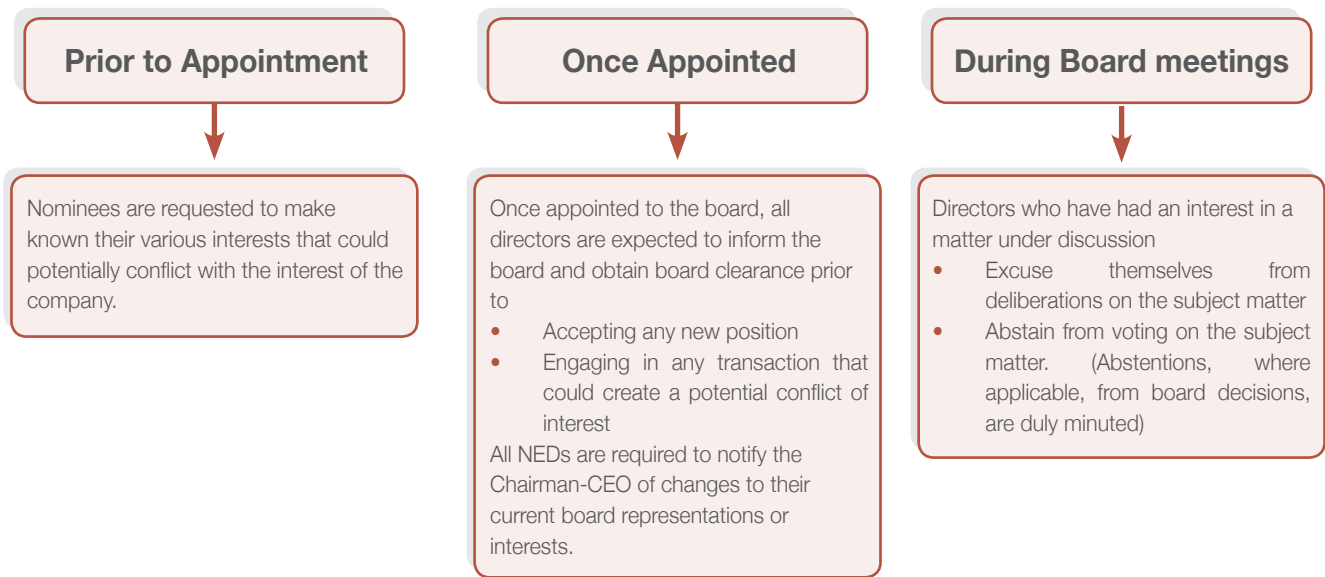 Prior to Appointment
Nominees are requested to make
known their various interests that could
potentially conflict with the interest of the
company.
Once Appointed
Once appointed to the board, all
directors are expected to inform the
board and obtain board clearance prior
to
• Accepting any new position
• Engaging in any transaction that
could create a potential conflict of
interest
All NEDs are required to notify the
Chairman-CEO of changes to their
current board representations or
interests.
During Board meetings
Directors who have had an interest in a
matter under discussion
• Excuse themselves from
deliberations on the subject matter
• Abstain from voting on the subject
matter. (Abstentions, where
applicable, from board decisions,
are duly minuted)